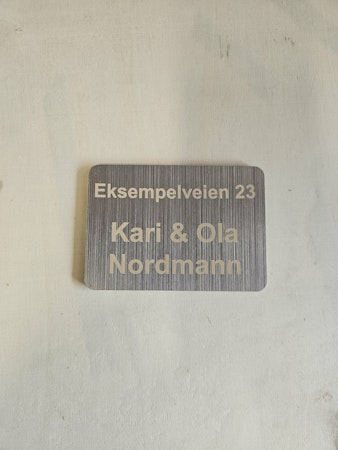 Eksempelveien 23
Kari & Ola
Nordmann